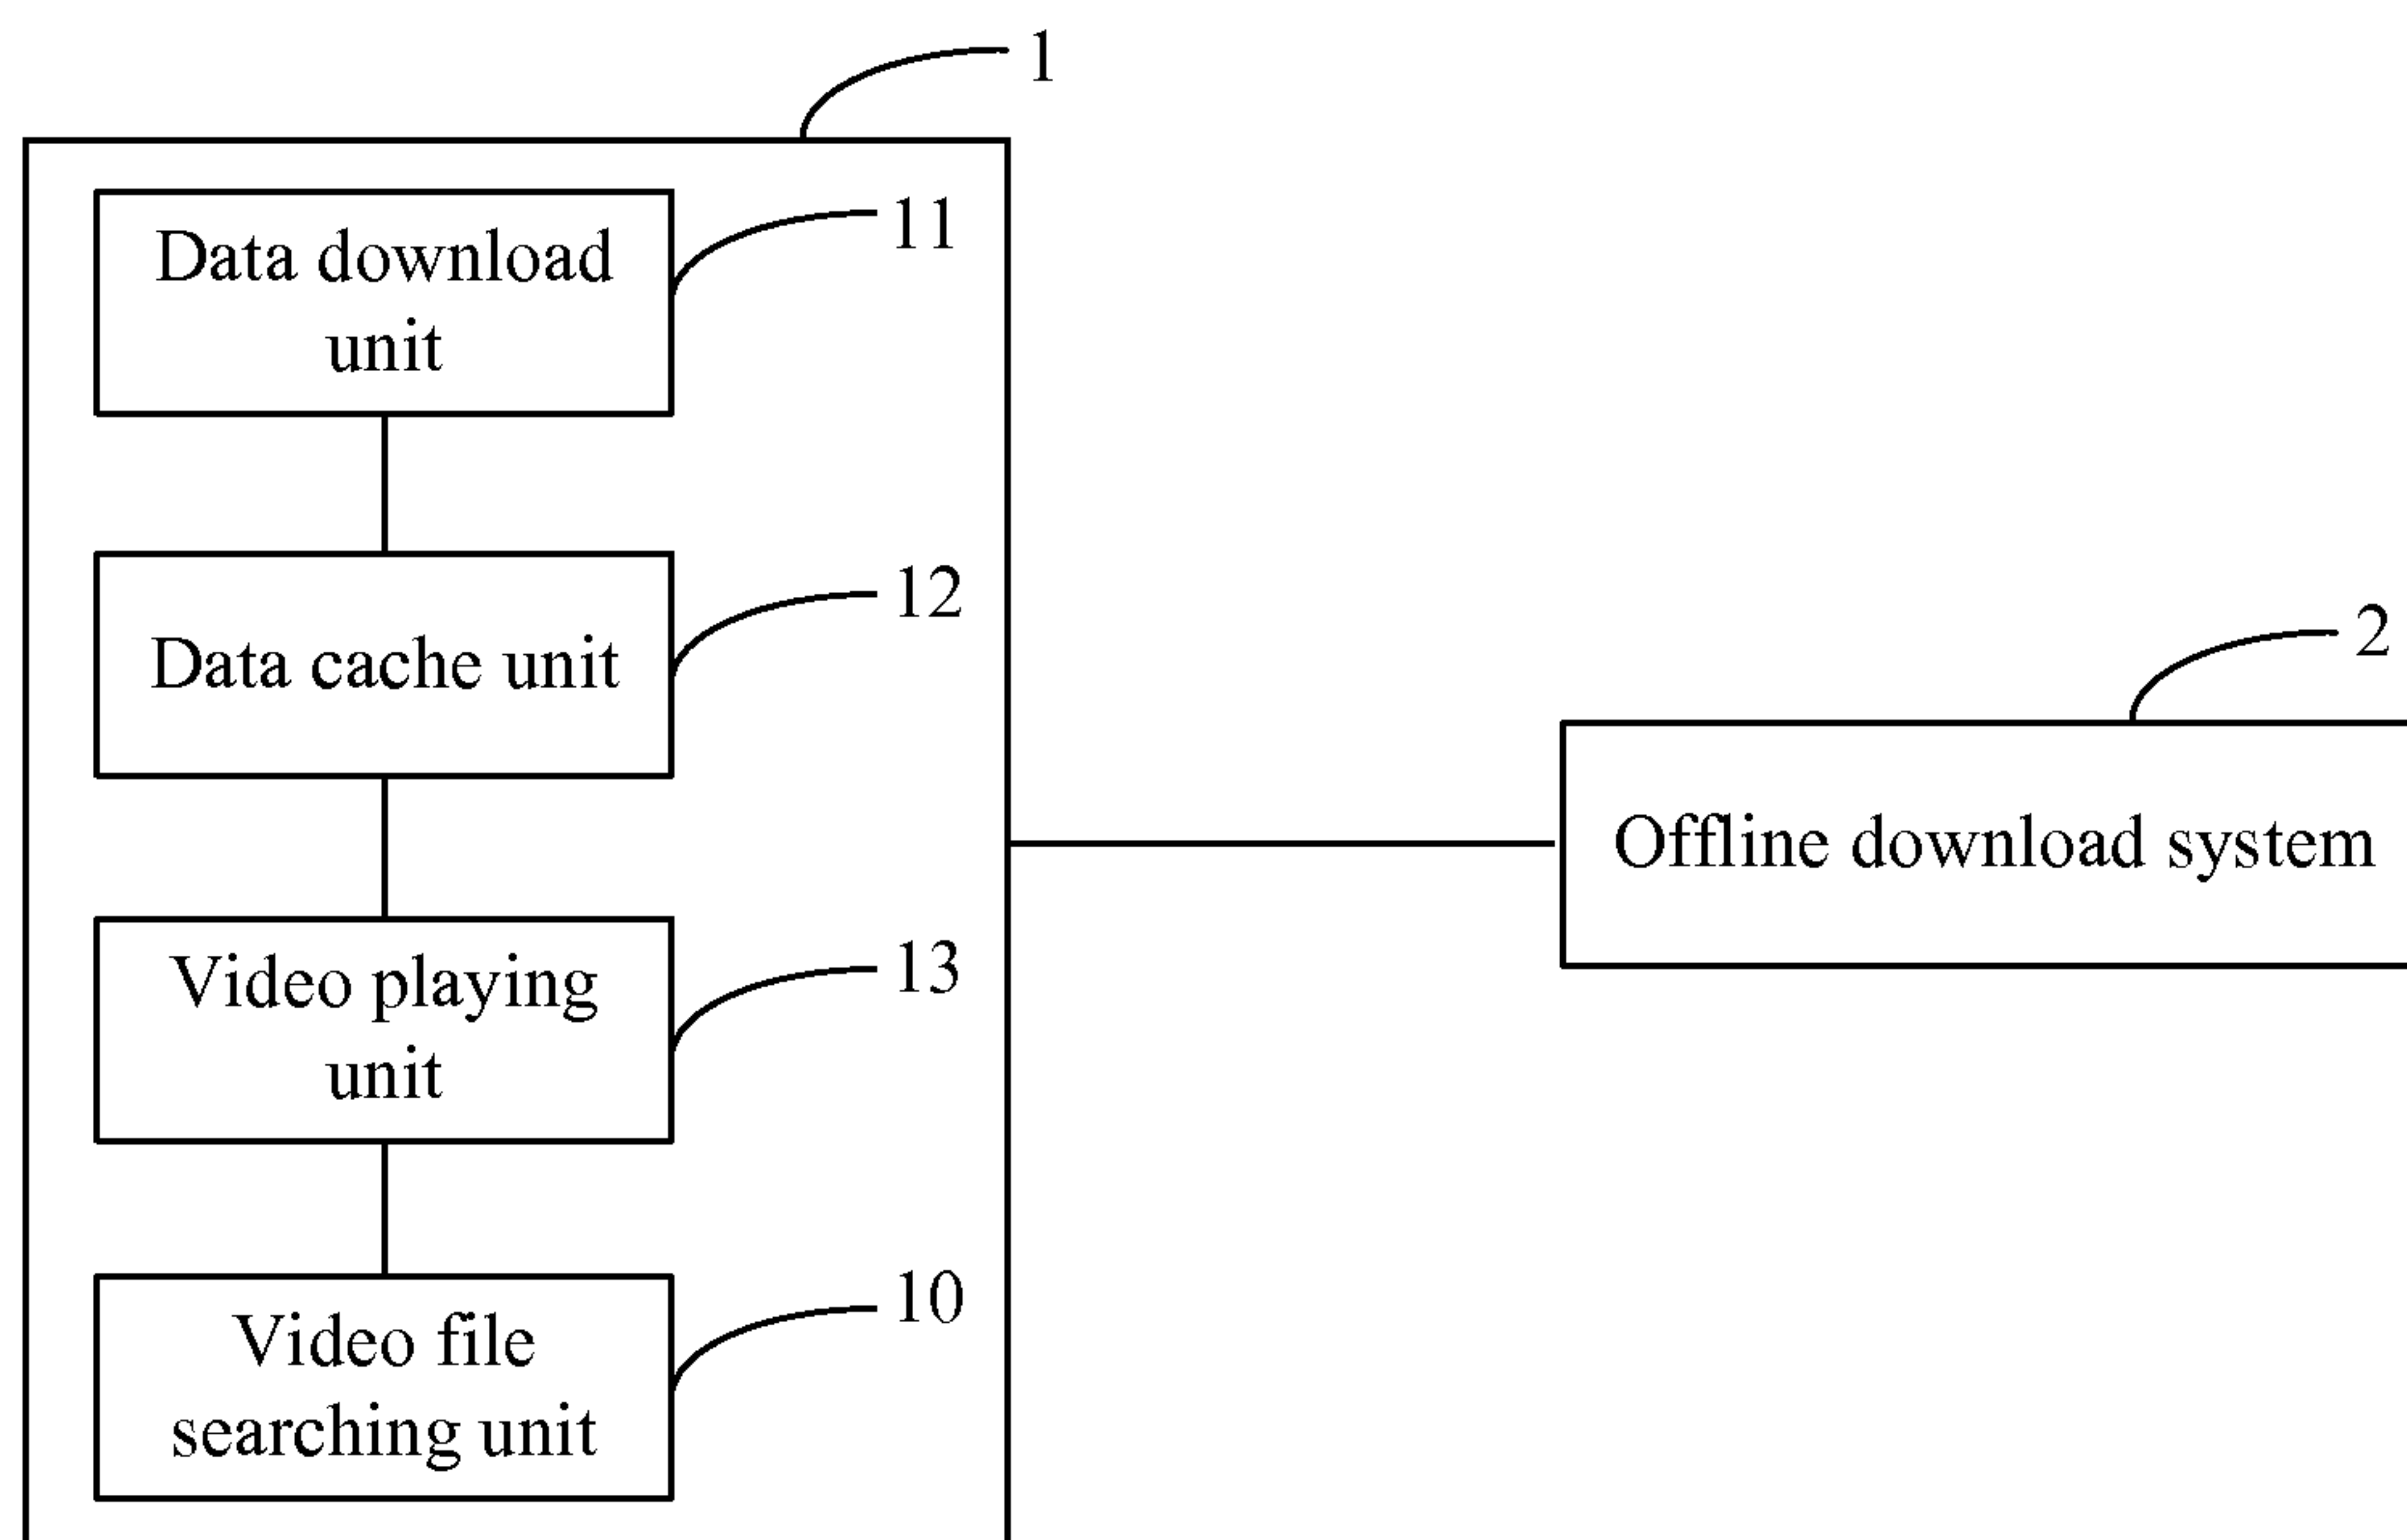 1
Data download
unit
11
Data cache unit
12
Video playing
unit
13
Video file
searching unit
10
2
Offline download system